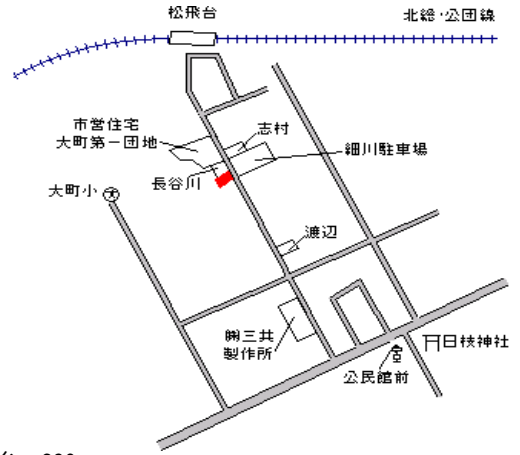 松飛台
北総・公団線
市営住宅
大町第一団地
志村
細川駐車場
長谷川
大町小
渡辺
㈱三共
製作所
日枝神社
公民館前